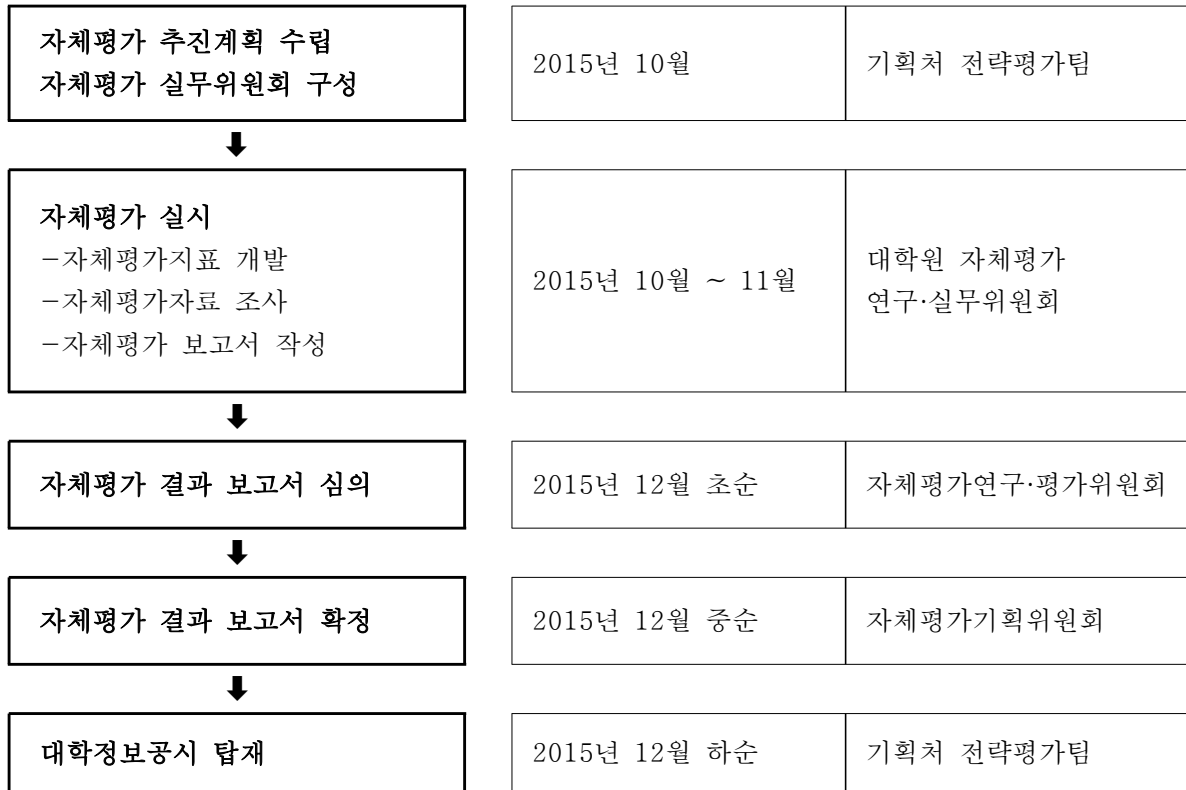 자체평가 추진계획 수립
자체평가 실무위원회 구성
2015년 10월
기획처 전략평가팀
자체평가 실시
-자체평가지표 개발
-자체평가자료 조사
-자체평가 보고서 작성
2015년 10월 ~ 11월
대학원 자체평가
연구·실무위원회
자체평가 결과 보고서 심의
2015년 12월 초순
자체평가연구·평가위원회
자체평가 결과 보고서 확정
2015년 12월 중순
자체평가기획위원회
대학정보공시 탑재
2015년 12월 하순
기획처 전략평가팀